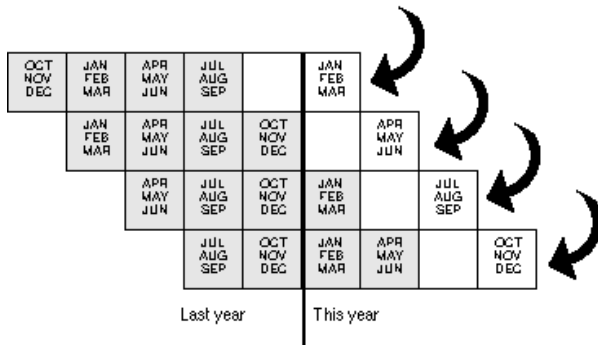 OCT JAN APR JUL JAN
NOV FEB MAY AUG FEB
DEC MAR JUN SEP MAR
JAN APR JUL OCT APR
FEB MAY AUG NOV MAY
MAR JUN SEP DEC JUN
APR JUL OCT JAN JUL
MAY AUG NOV FEB AUG
JUN SEP DEC MAR SEP
JUL OCT JAN APR OCT
AUG NOV FEB MAY NOV
SEP DEC MAR JUN DEC
Last year This year